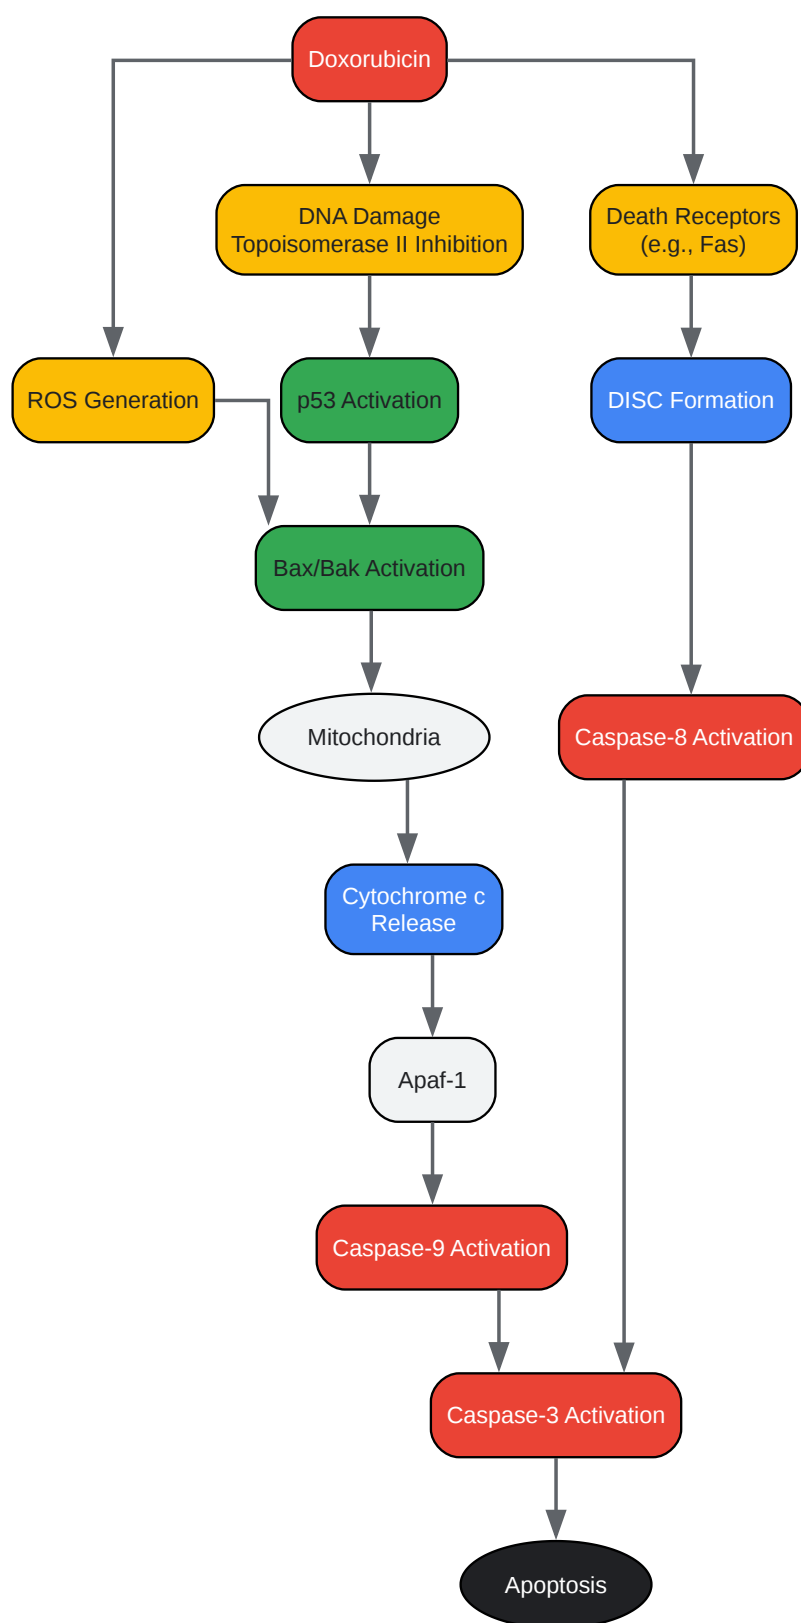 Doxorubicin
DNA Damage
Topoisomerase II Inhibition
Death Receptors
(e.g., Fas)
ROS Generation
p53 Activation
DISC Formation
Bax/Bak Activation
Mitochondria
Caspase-8 Activation
Cytochrome c
Release
Apaf-1
Caspase-9 Activation
Caspase-3 Activation
Apoptosis